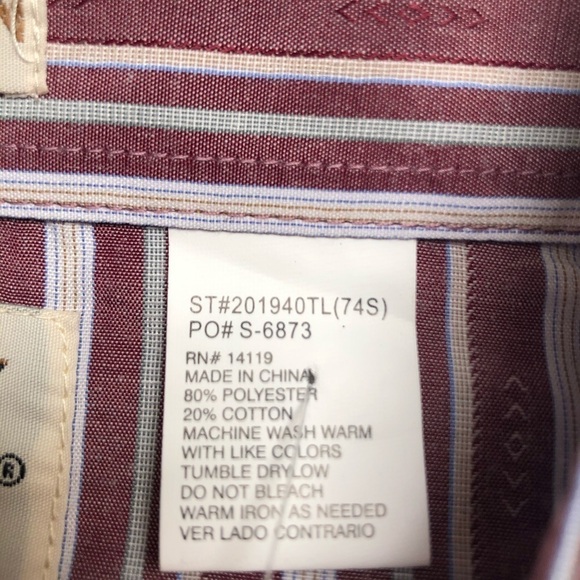 ST#201940TL(74S)
PO# S-6873
RN# 14119
MADE IN CHINA
80% POLYESTER
20% COTTON
MACHINE WASH WARM
WITH LIKE COLORS
TUMBLE DRYLOW
DO NOT BLEACH
WARM IRON AS NEEDED
VER LADO CONTRARIO
®